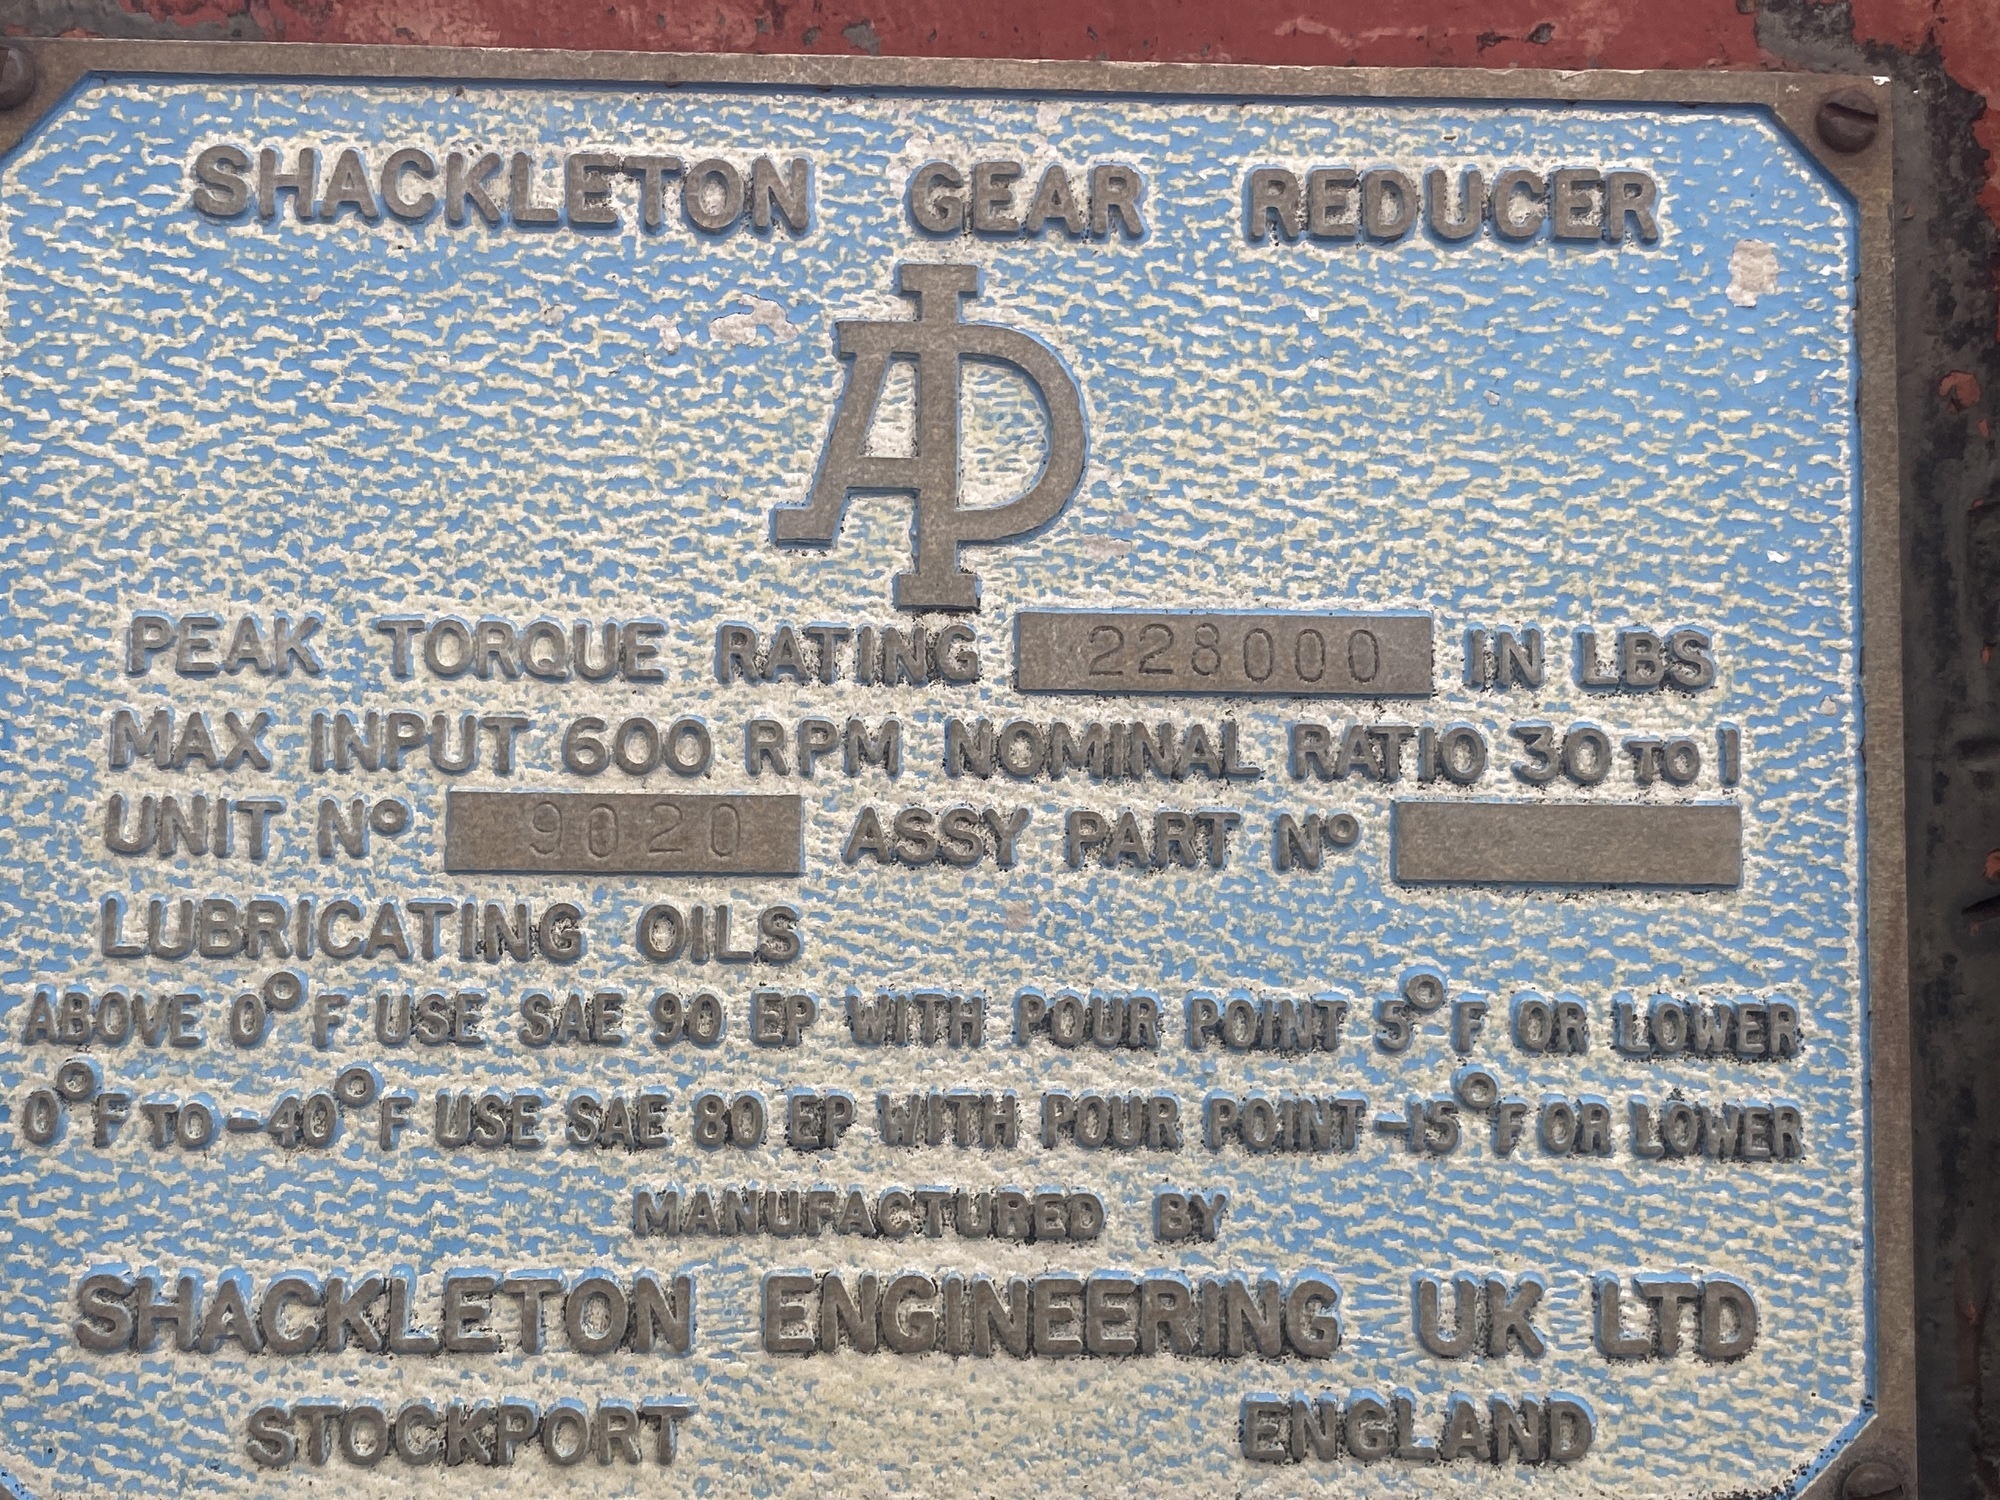 SHACKLETON GEAR REDUCER
AP
PEAK TORQUE RATING 228000 IN LBS
MAX INPUT 600 RPM NOMINAL RATIO 30 TO 1
UNIT Nº 9020 ASSY PART Nº
LUBRICATING OILS
ABOVE 0°F USE SAE 90 EP WITH POUR POINT 5°F OR LOWER
0°F TO -40°F USE SAE 80 EP WITH POUR POINT -15°F OR LOWER
MANUFACTURED BY
SHACKLETON ENGINEERING UK LTD
STOCKPORT ENGLAND